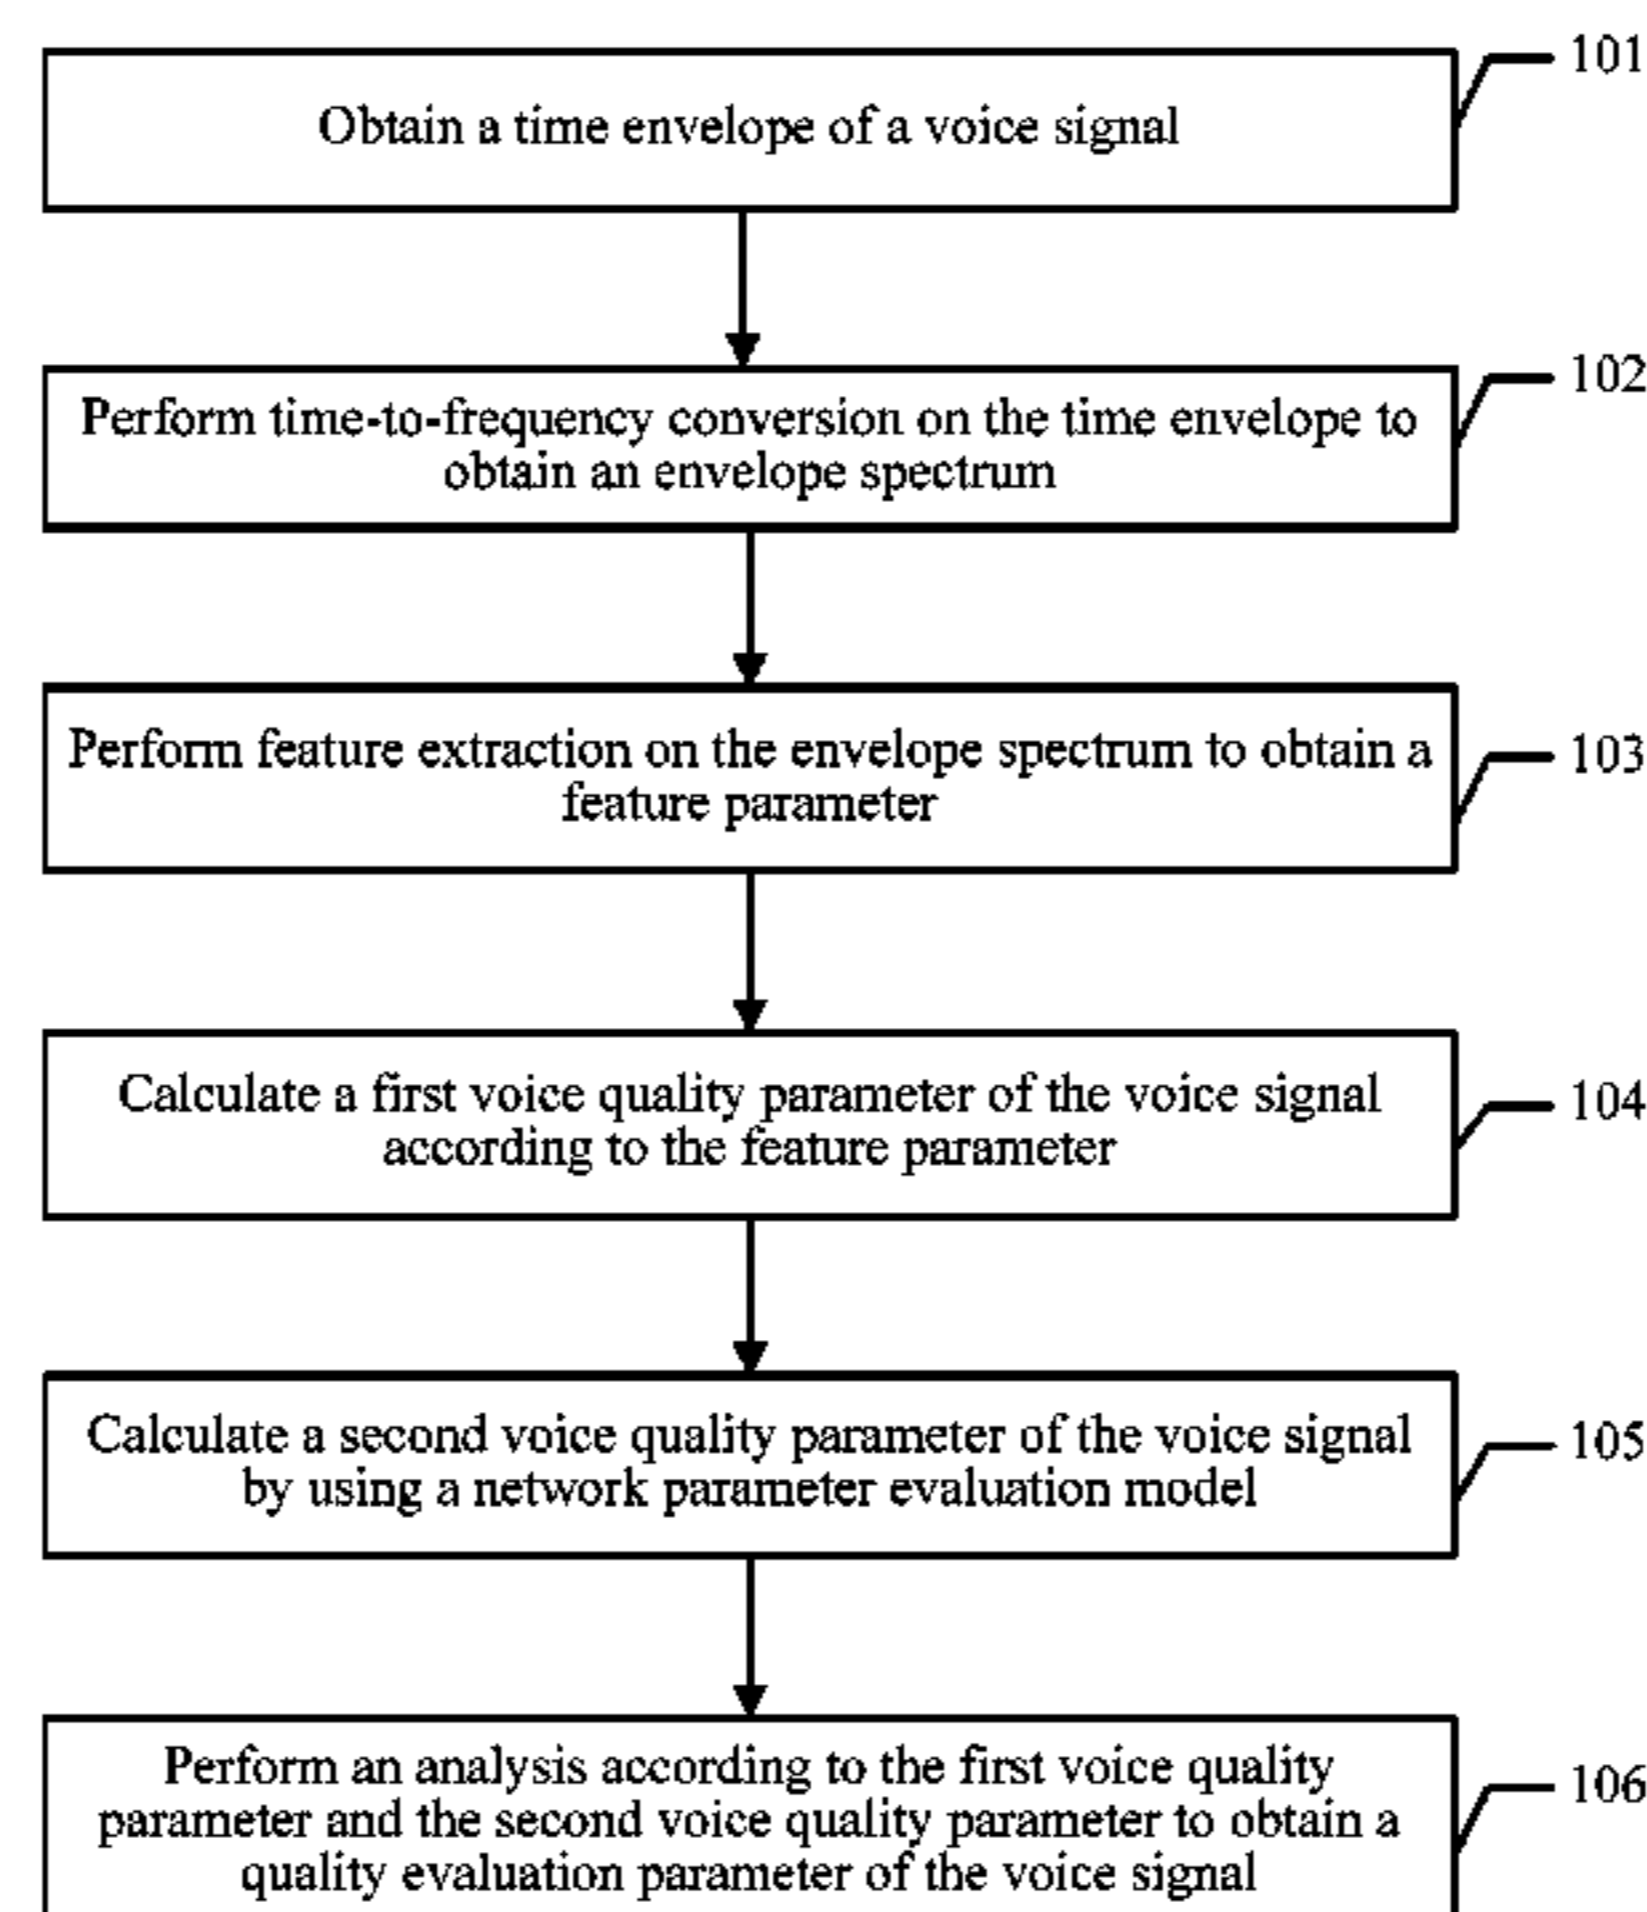 101
Obtain a time envelope of a voice signal
102
Perform time-to-frequency conversion on the time envelope to
obtain an envelope spectrum
103
Perform feature extraction on the envelope spectrum to obtain a
feature parameter
104
Calculate a first voice quality parameter of the voice signal
according to the feature parameter
105
Calculate a second voice quality parameter of the voice signal
by using a network parameter evaluation model
106
Perform an analysis according to the first voice quality
parameter and the second voice quality parameter to obtain a
quality evaluation parameter of the voice signal